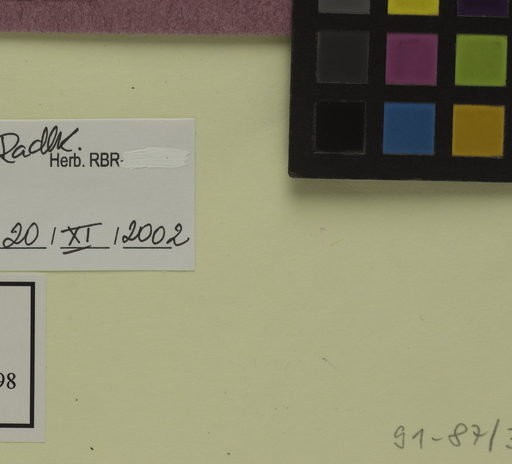 Radlk.
Herb. RBR-
20 / XI / 2002
98
91-87/3